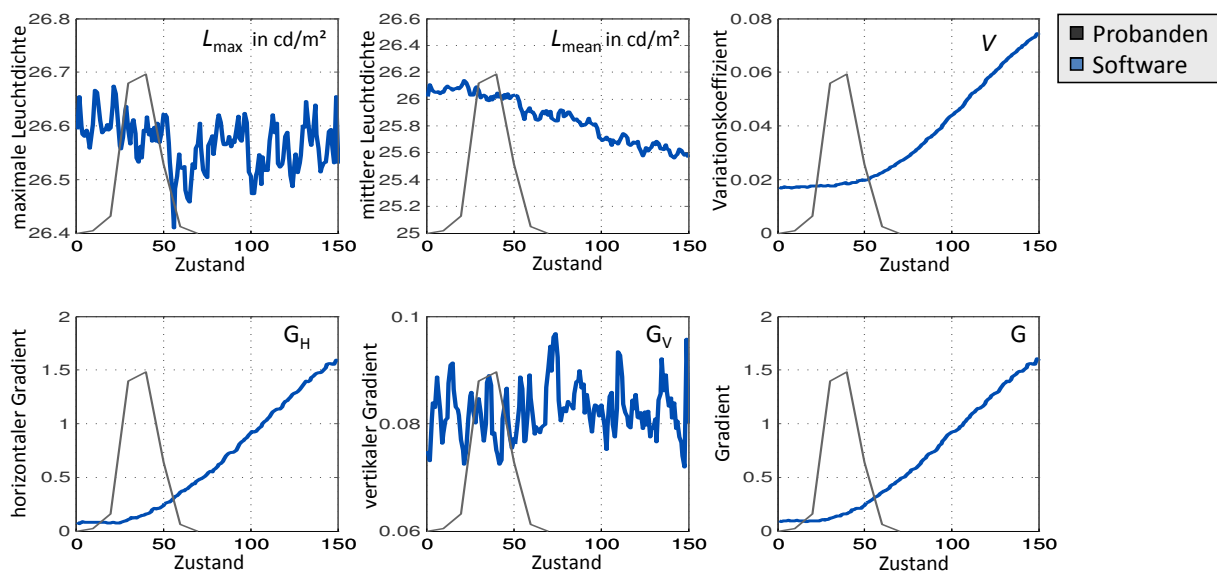 maximale Leuchtdichte
26.8
26.7
26.6
26.5
26.4
L_max in cd/m²
0 50 100 150
Zustand
mittlere Leuchtdichte
26.6
26.4
26.2
26
25.8
25.6
25.4
25.2
25
L_mean in cd/m²
0 50 100 150
Zustand
Variationskoeffizient
0.08
0.06
0.04
0.02
0
V
0 50 100 150
Zustand
Probanden
Software
horizontaler Gradient
2
1.5
1
0.5
0
G_H
0 50 100 150
Zustand
vertikaler Gradient
0.1
0.08
0.06
G_V
0 50 100 150
Zustand
Gradient
2
1.5
1
0.5
0
G
0 50 100 150
Zustand